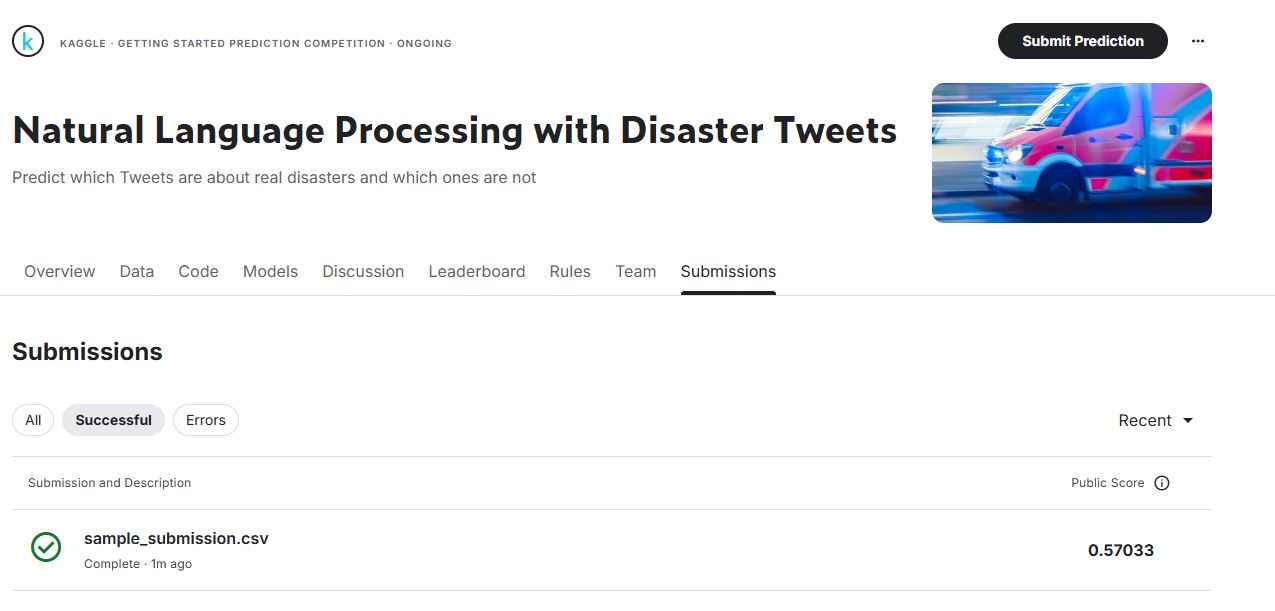 k
KAGGLE · GETTING STARTED PREDICTION COMPETITION · ONGOING
Submit Prediction
Natural Language Processing with Disaster Tweets
Predict which Tweets are about real disasters and which ones are not
Overview Data Code Models Discussion Leaderboard Rules Team Submissions
Submissions
All Successful Errors
Recent
Submission and Description Public Score
sample_submission.csv
Complete · 1m ago
0.57033